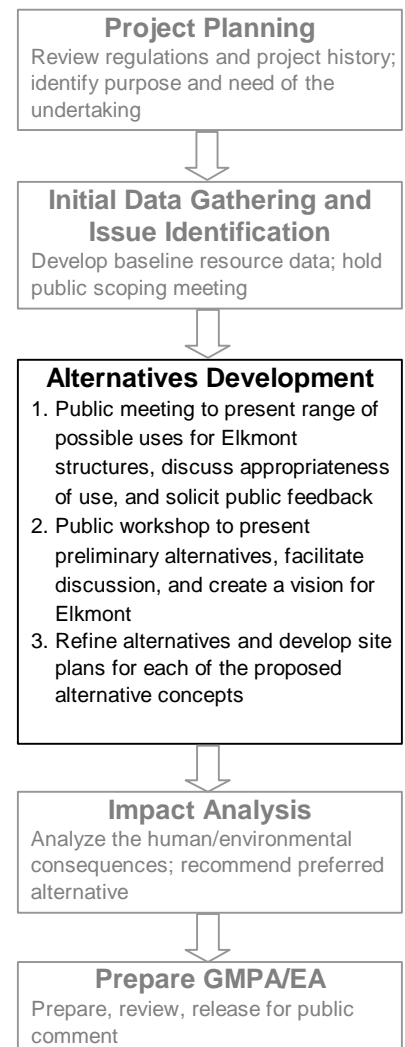 Project Planning
Review regulations and project history;
identify purpose and need of the
undertaking
Initial Data Gathering and
Issue Identification
Develop baseline resource data; hold
public scoping meeting
Alternatives Development
1. Public meeting to present range of
possible uses for Elkmont
structures, discuss appropriateness
of use, and solicit public feedback
2. Public workshop to present
preliminary alternatives, facilitate
discussion, and create a vision for
Elkmont
3. Refine alternatives and develop site
plans for each of the proposed
alternative concepts
Impact Analysis
Analyze the human/environmental
consequences; recommend preferred
alternative
Prepare GMPA/EA
Prepare, review, release for public
comment